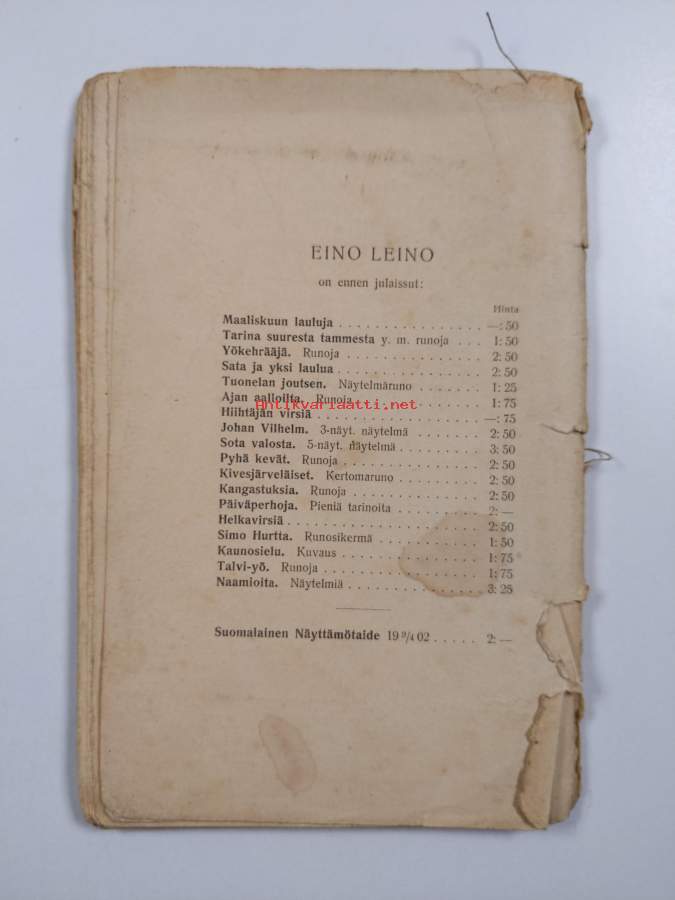 EINO LEINO
on ennen julaissut:
Hinta
Maaliskuun lauluja . . . . . . . . . . . . . . . . —: 50
Tarina suuresta tammesta y. m. runoja . . . 1: 50
Yökehrääjä. Runoja . . . . . . . . . . . . . . . 2: 50
Sata ja yksi laulua . . . . . . . . . . . . . . . . 2: 50
Tuonelan joutsen. Näytelmäruno . . . . . . 1: 25
Ajan aalloilta. Runoja . . . . . . . . . . . . . . 1: 75
Antikvariaatti.net
Hiihtäjän virsiä . . . . . . . . . . . . . . . . . . —: 75
Johan Vilhelm. 3-näyt. näytelmä . . . . . . . 2: 50
Sota valosta. 5-näyt. näytelmä . . . . . . . . 3: 50
Pyhä kevät. Runoja . . . . . . . . . . . . . . . 2: 50
Kivesjärveläiset. Kertomaruno . . . . . . . . 2: 50
Kangastuksia. Runoja . . . . . . . . . . . . . 2: 50
Päiväperhoja. Pieniä tarinoita . . . . . . . . 2: —
Helkavirsiä . . . . . . . . . . . . . . . . . . . . 2: 50
Simo Hurtta. Runosikermä . . . . . . . . . . 1: 50
Kaunosielu. Kuvaus . . . . . . . . . . . . . . 1: 75
Talvi-yö. Runoja . . . . . . . . . . . . . . . . 1: 75
Naamioita. Näytelmiä . . . . . . . . . . . . . 3: 25
Suomalainen Näyttämötaide 19 9/4 02 . . . . . 2: —